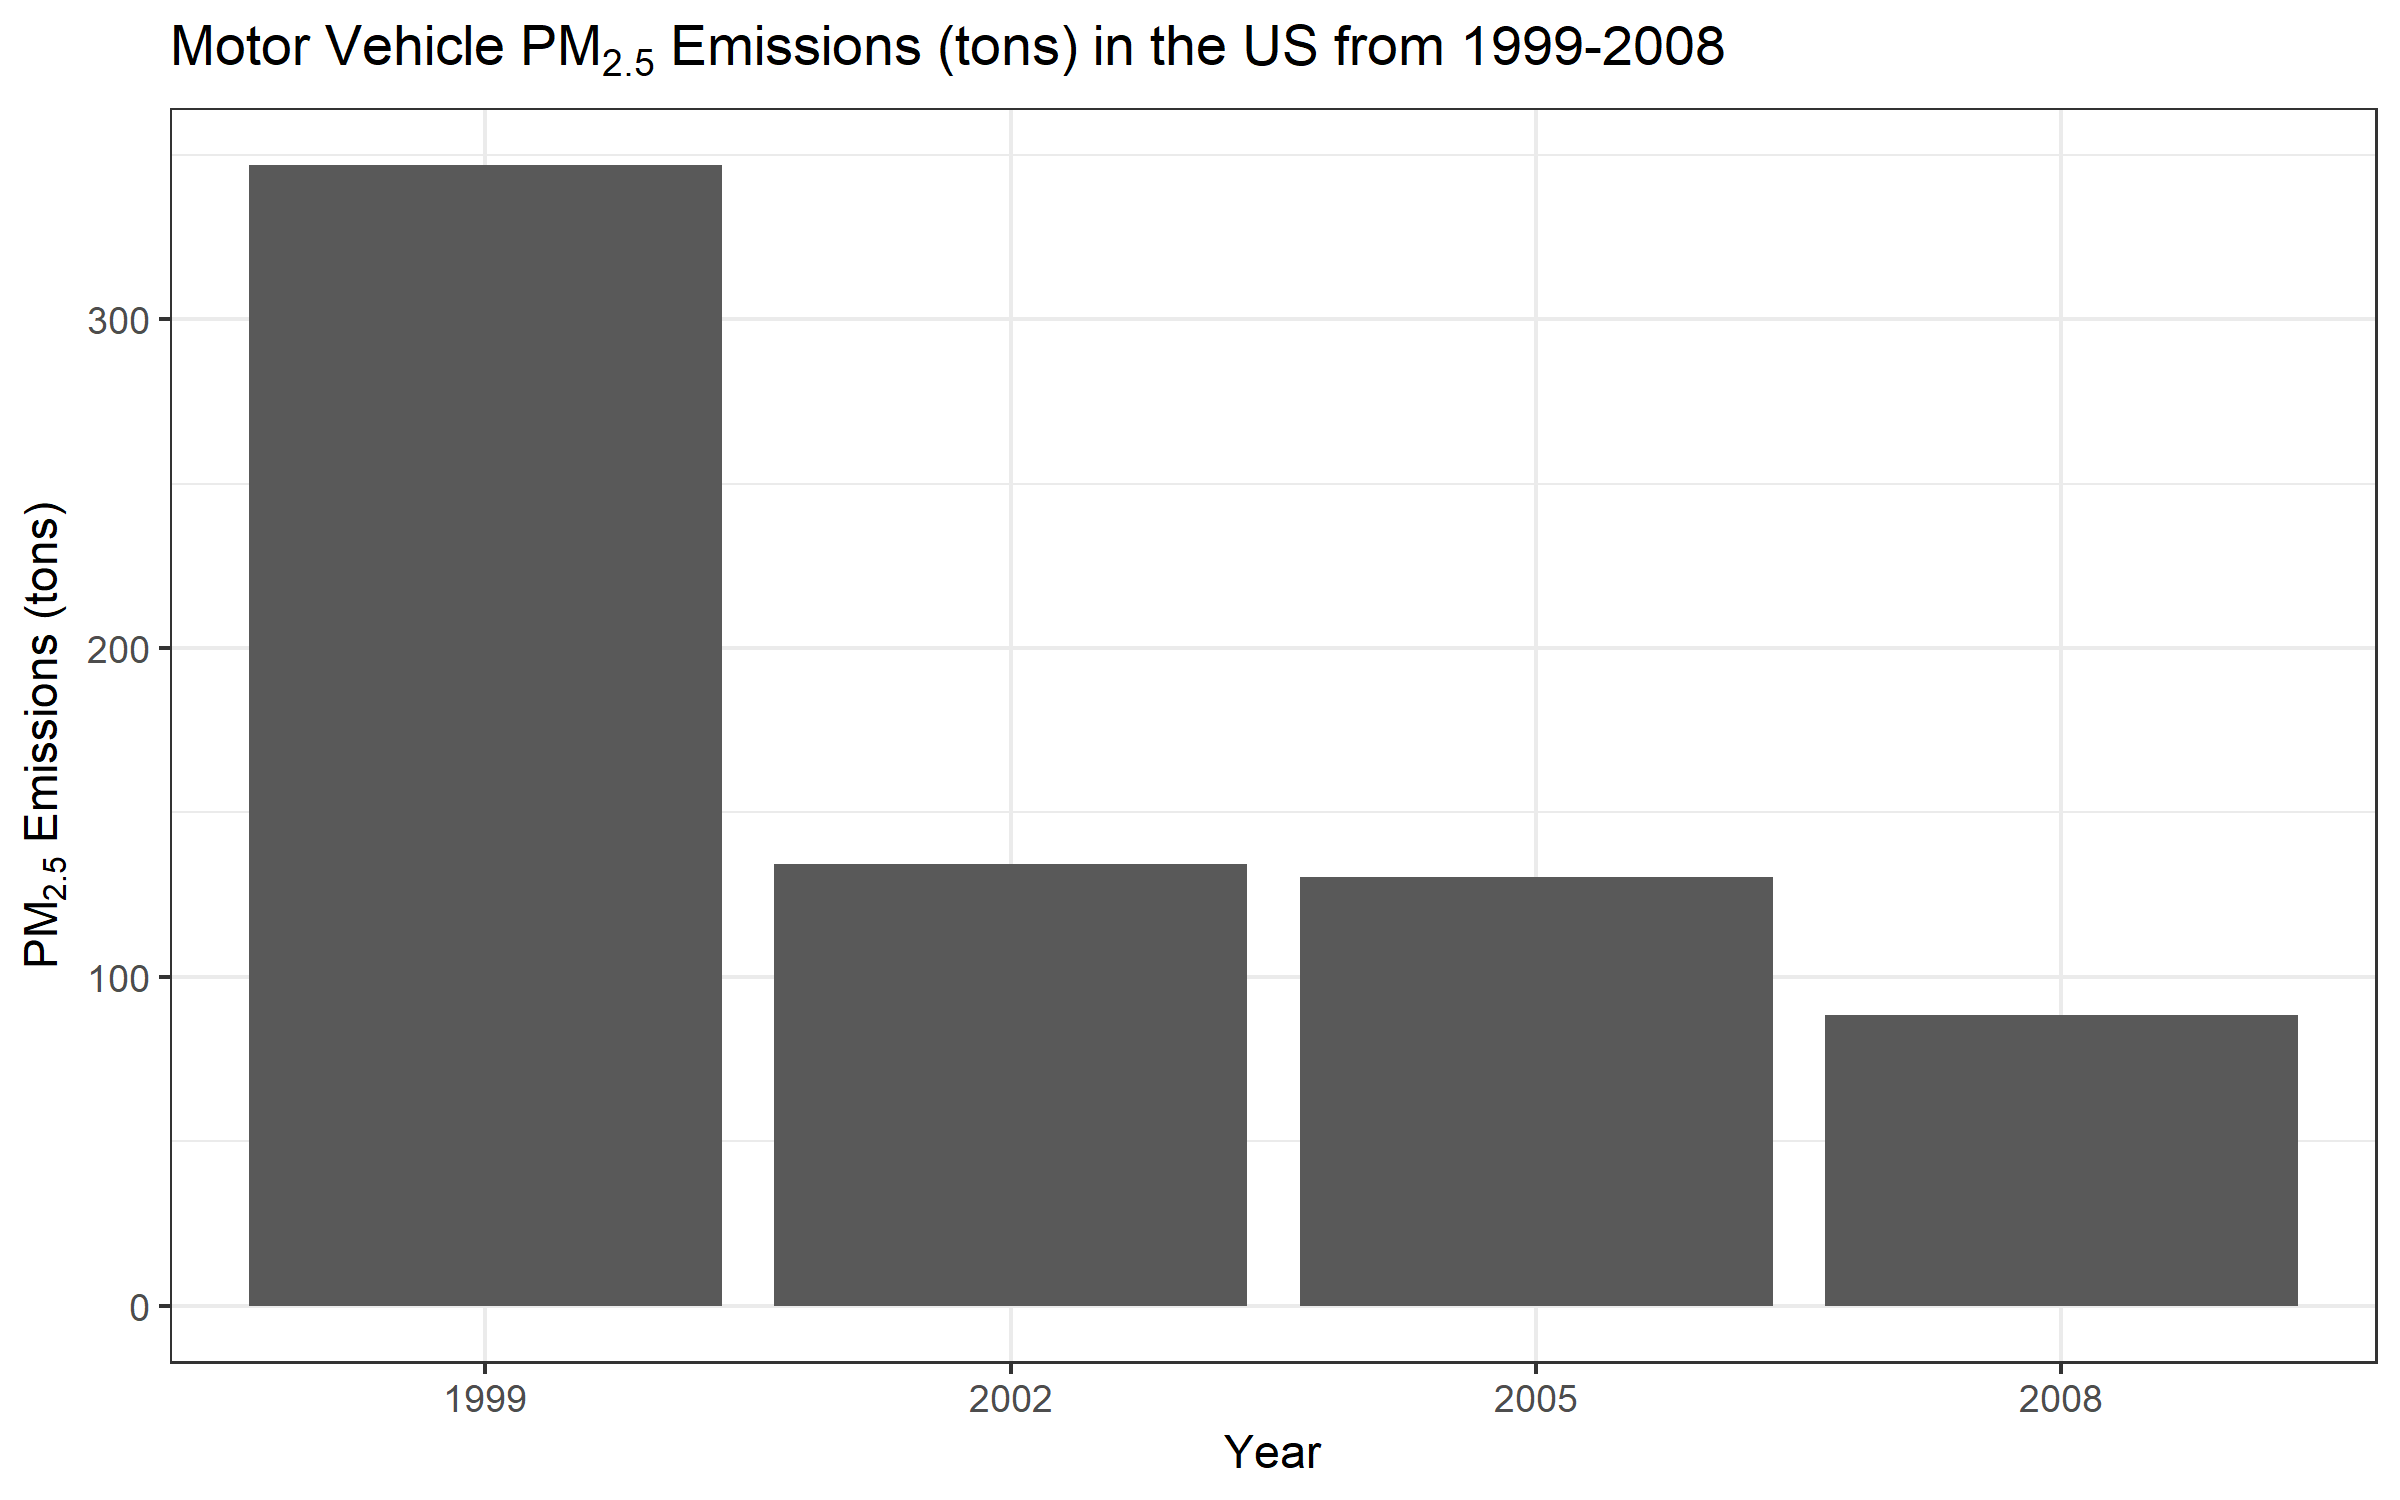 Motor Vehicle PM2.5 Emissions (tons) in the US from 1999-2008
PM2.5 Emissions (tons)
300
200
100
0
1999 2002 2005 2008
Year